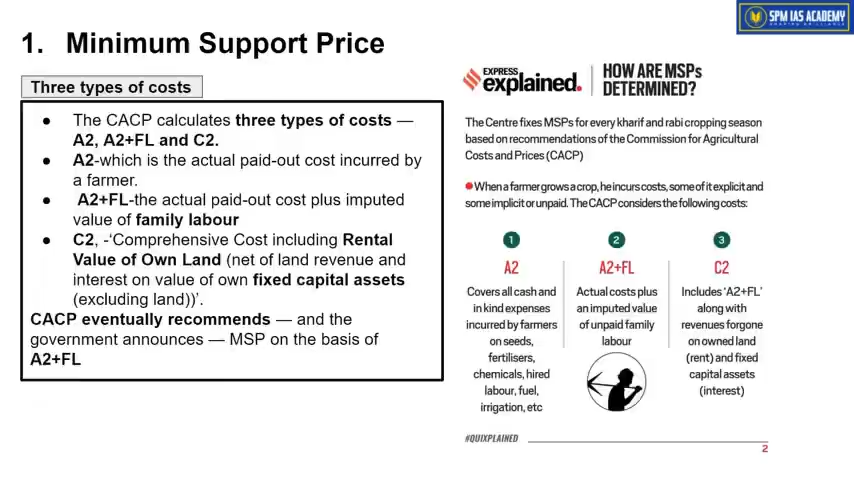 SPM IAS ACADEMY
1. Minimum Support Price
Three types of costs
● The CACP calculates three types of costs —
A2, A2+FL and C2.
● A2-which is the actual paid-out cost incurred by
a farmer.
● A2+FL-the actual paid-out cost plus imputed
value of family labour
● C2, -‘Comprehensive Cost including Rental
Value of Own Land (net of land revenue and
interest on value of own fixed capital assets
(excluding land))’.
CACP eventually recommends — and the
government announces — MSP on the basis of
A2+FL
EXPRESS
explained.
HOW ARE MSPs
DETERMINED?
The Centre fixes MSPs for every kharif and rabi cropping season
based on recommendations of the Commission for Agricultural
Costs and Prices (CACP)
● When a farmer grows a crop, he incurs costs, some of it explicit and
some implicit or unpaid. The CACP considers the following costs:
1
A2
Covers all cash and
in kind expenses
incurred by farmers
on seeds,
fertilisers,
chemicals, hired
labour, fuel,
irrigation, etc
2
A2+FL
Actual costs plus
an imputed value
of unpaid family
labour
3
C2
Includes ‘A2+FL’
along with
revenues forgone
on owned land
(rent) and fixed
capital assets
(interest)
#QUIXPLAINED
2